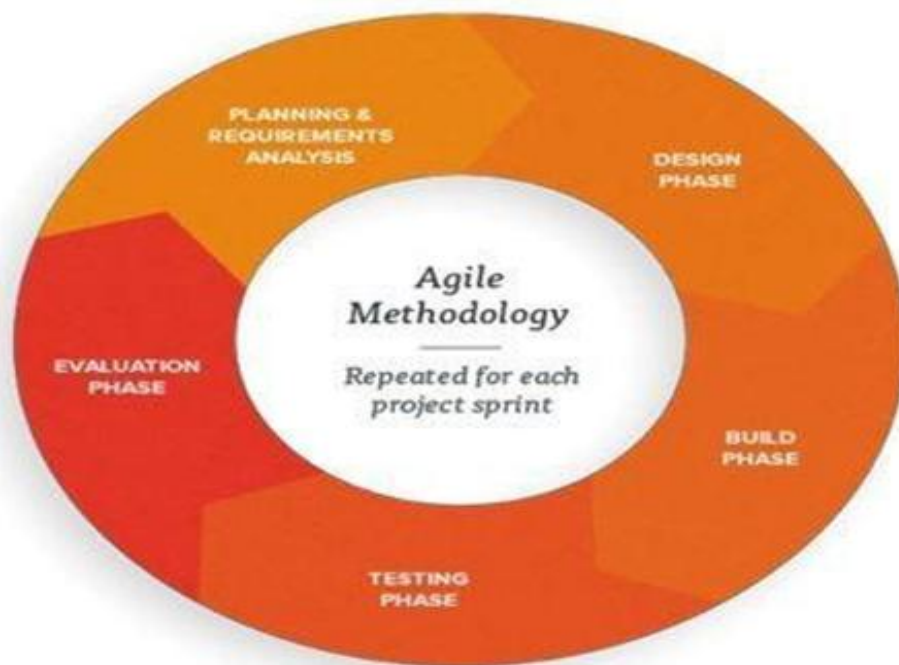 Agile
Methodology
Repeated for each
project sprint
PLANNING &
REQUIREMENTS
ANALYSIS
DESIGN
PHASE
BUILD
PHASE
TESTING
PHASE
EVALUATION
PHASE